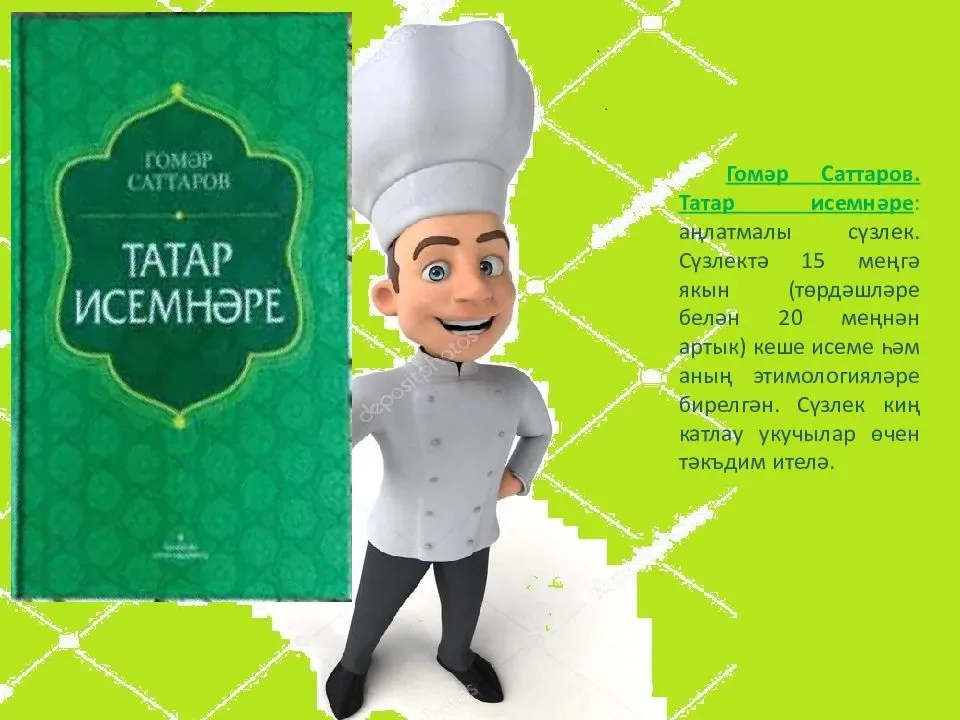 ГОМӘР
САТТАРОВ
ТАТАР
ИСЕМНӘРЕ
depositphotos
Гомәр Саттаров.
Татар исемнәре:
аңлатмалы сүзлек.
Сүзлектә 15 меңгә
якын (төрдәшләре
белән 20 меңнән
артык) кеше исеме һәм
аның этимологияләре
бирелгән. Сүзлек киң
катлау укучылар өчен
тәкъдим ителә.